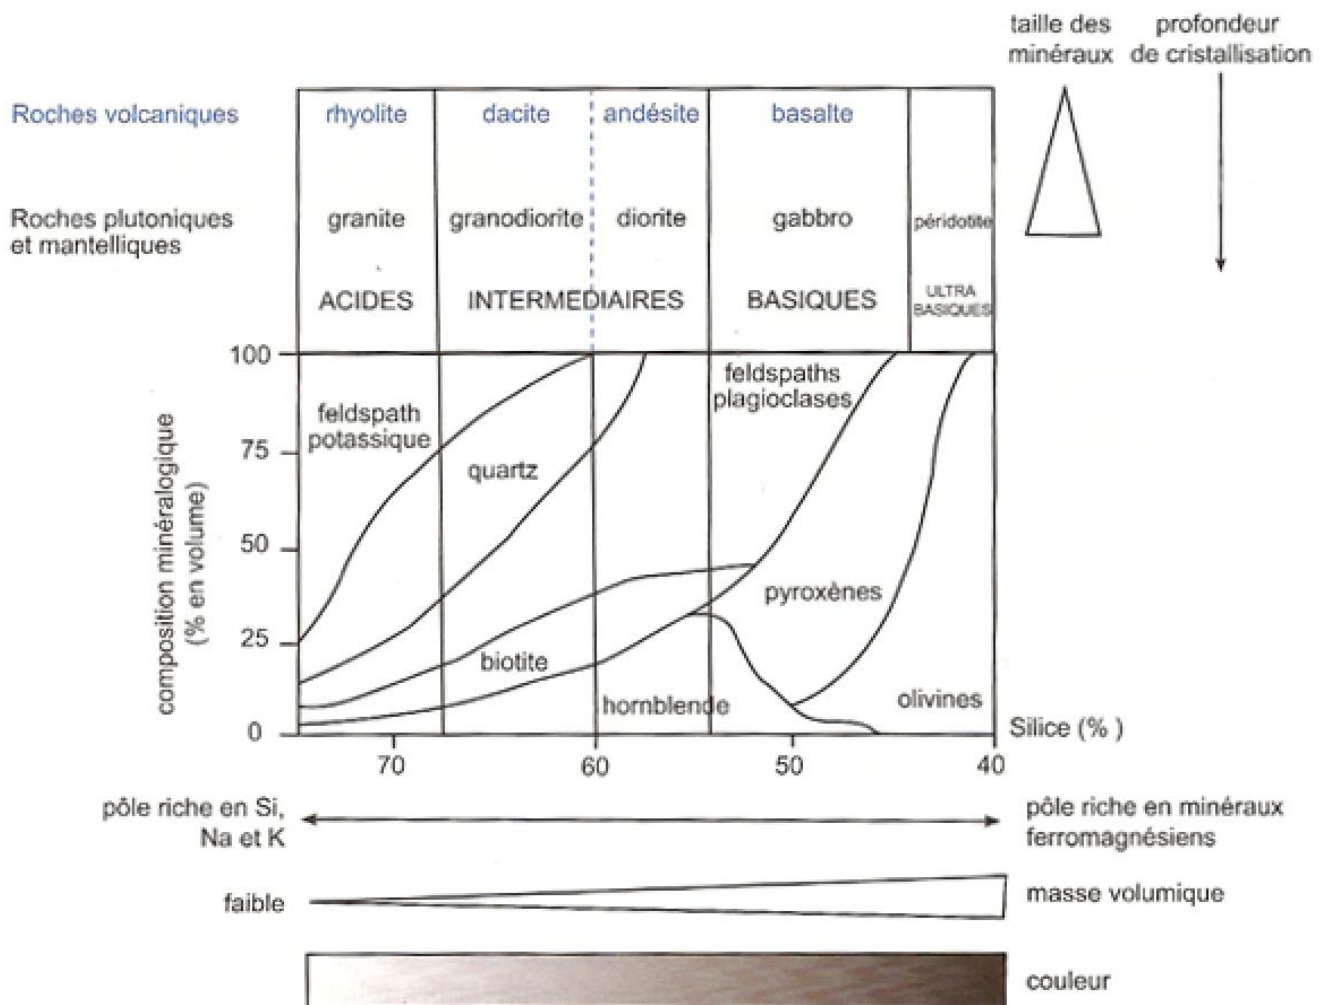 taille des minéraux
profondeur de cristallisation
Roches volcaniques
rhyolite
dacite
andésite
basalte
Roches plutoniques
et mantelliques
granite
granodiorite
diorite
gabbro
péridotite
ACIDES
INTERMEDIAIRES
BASIQUES
ULTRA
BASIQUES
composition minéralogique
(% en volume)
100
75
50
25
0
feldspath
potassique
quartz
feldspaths
plagioclases
biotite
hornblende
pyroxènes
olivines
Silice (% )
70
60
50
40
pôle riche en Si,
Na et K
pôle riche en minéraux
ferromagnésiens
faible
masse volumique
couleur